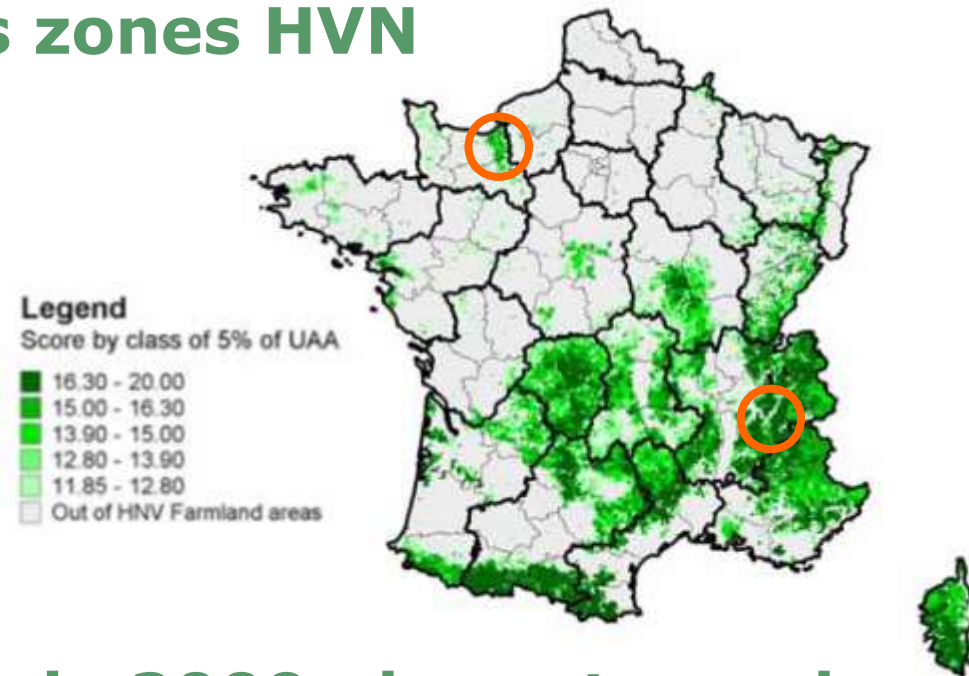 s zones HVN
Legend
Score by class of 5% of UAA
16.30 - 20.00
15.00 - 16.30
13.90 - 15.00
12.80 - 13.90
11.85 - 12.80
Out of HNV Farmland areas